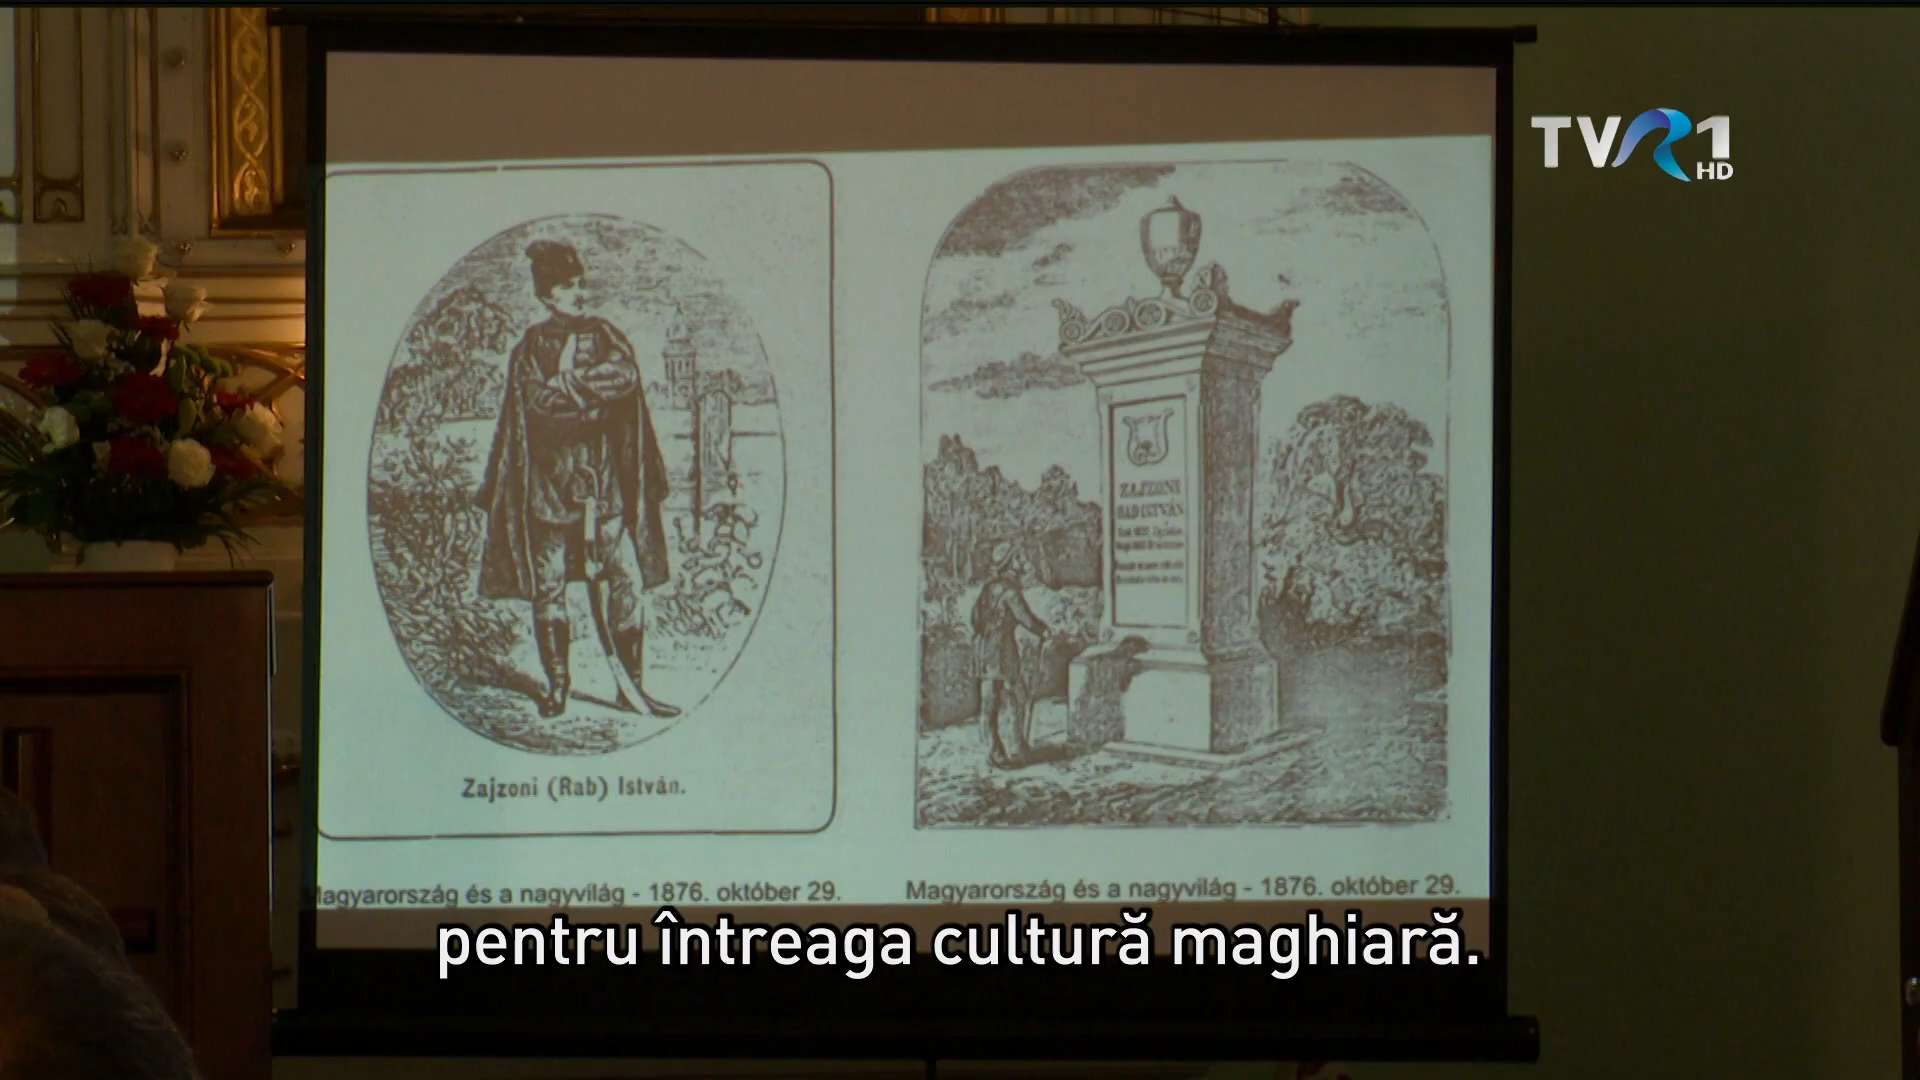 TVR1
HD
ZAJZONI
RAB ISTVÁN
Zajzoni (Rab) István.
Magyarország és a nagyvilág - 1876. október 29.
Magyarország és a nagyvilág - 1876. október 29.
pentru întreaga cultură maghiară.